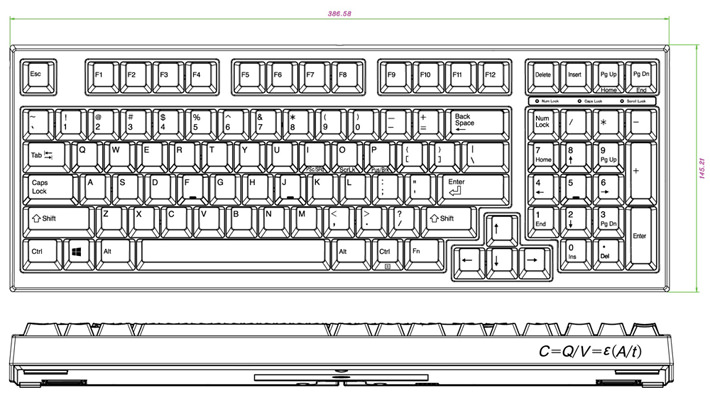 386.58
Esc F1 F2 F3 F4 F5 F6 F7 F8 F9 F10 F11 F12 Delete Insert Pg Up Pg Dn
Home End
Num Lock Caps Lock Scroll Lock
~ ! @ # $ % ^ & * ( ) — + Back Space Num Lock / * −
` 1 2 3 4 5 6 7 8 9 0 - = ←
Tab Q W E R T Y U I O P { } | 7 8 9
[ ] \ Home ↑ Pg Up
ScrLK
+
145.21
Caps Lock A S D F G H J K L : " Enter 4 5 6
; ' ← →
⇧ Shift Z X C V B N M < > ? ⇧ Shift ↑ 1 2 3
, . / End ↓ Pg Dn
Enter
Ctrl Alt Alt Ctrl Fn ← ↓ → 0 .
Ins Del
C=Q/V=ε(A/t)